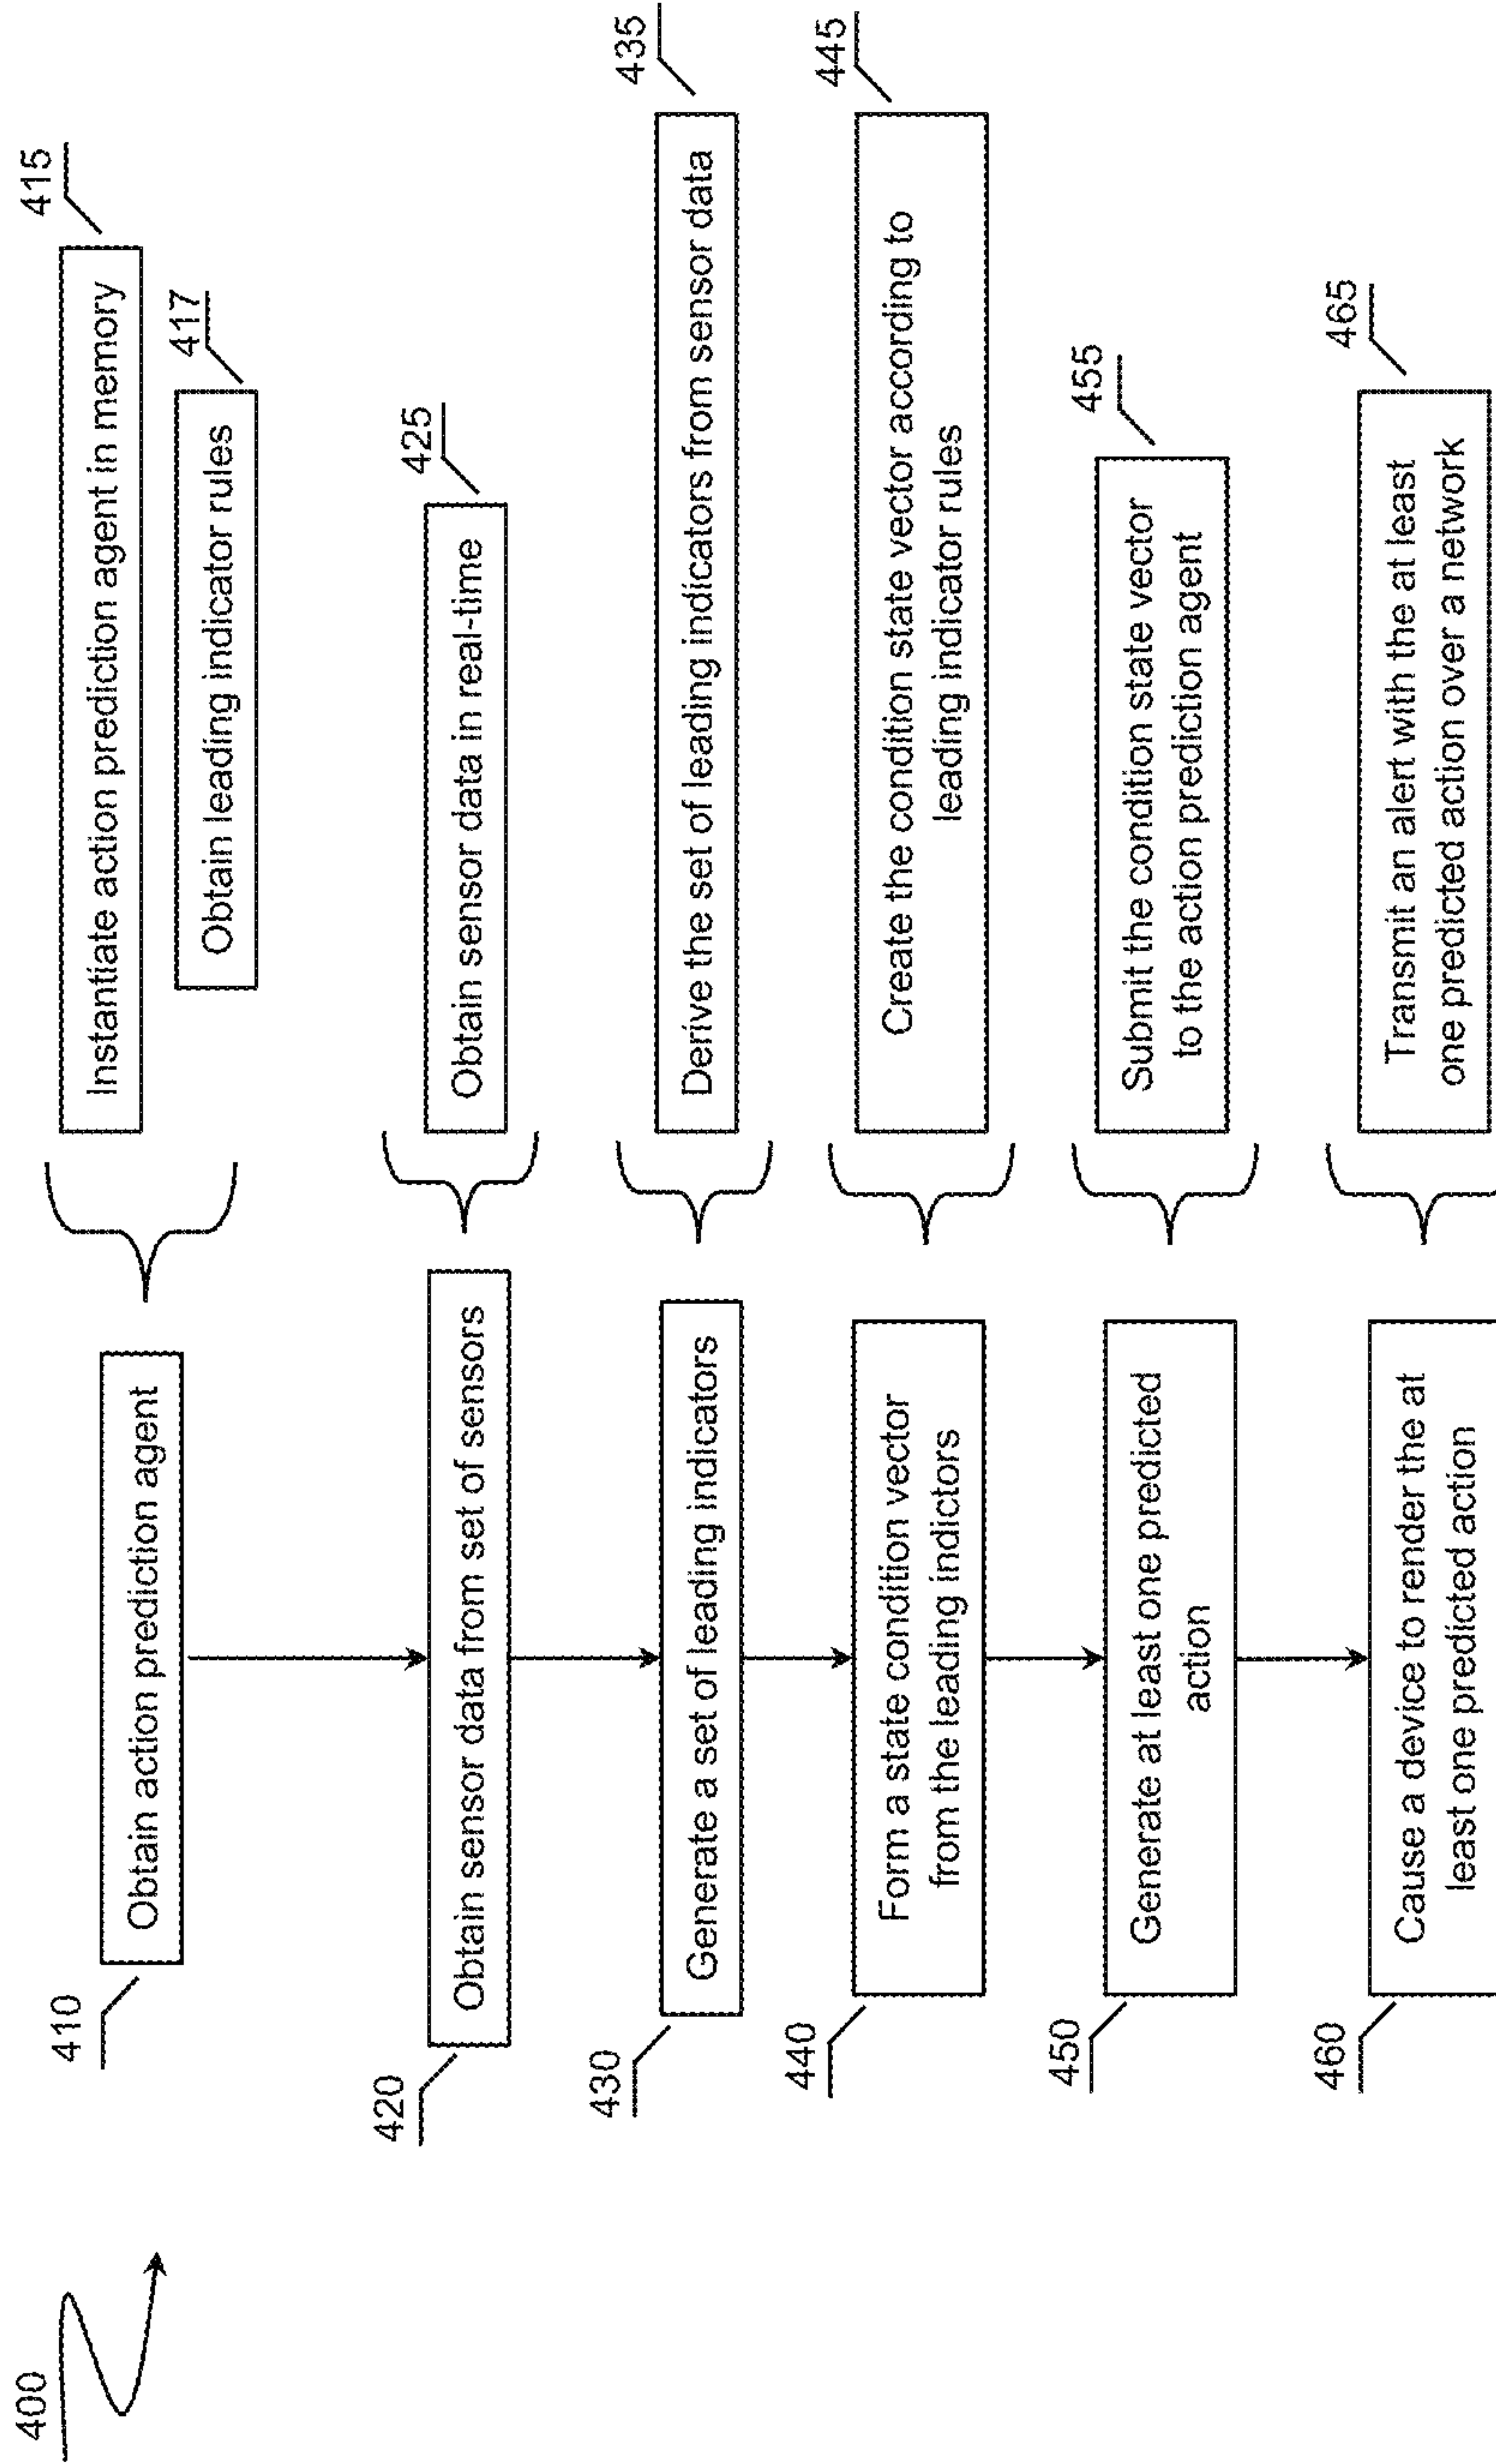 400
410
Obtain action prediction agent
Instantiate action prediction agent in memory
415
Obtain leading indicator rules
417
420
Obtain sensor data from set of sensors
Obtain sensor data in real-time
425
430
Generate a set of leading indicators
Derive the set of leading indicators from sensor data
435
440
Form a state condition vector
from the leading indictors
Create the condition state vector according to
leading indicator rules
445
450
Generate at least one predicted
action
Submit the condition state vector
to the action prediction agent
455
460
Cause a device to render the at
least one predicted action
Transmit an alert with the at least
one predicted action over a network
465